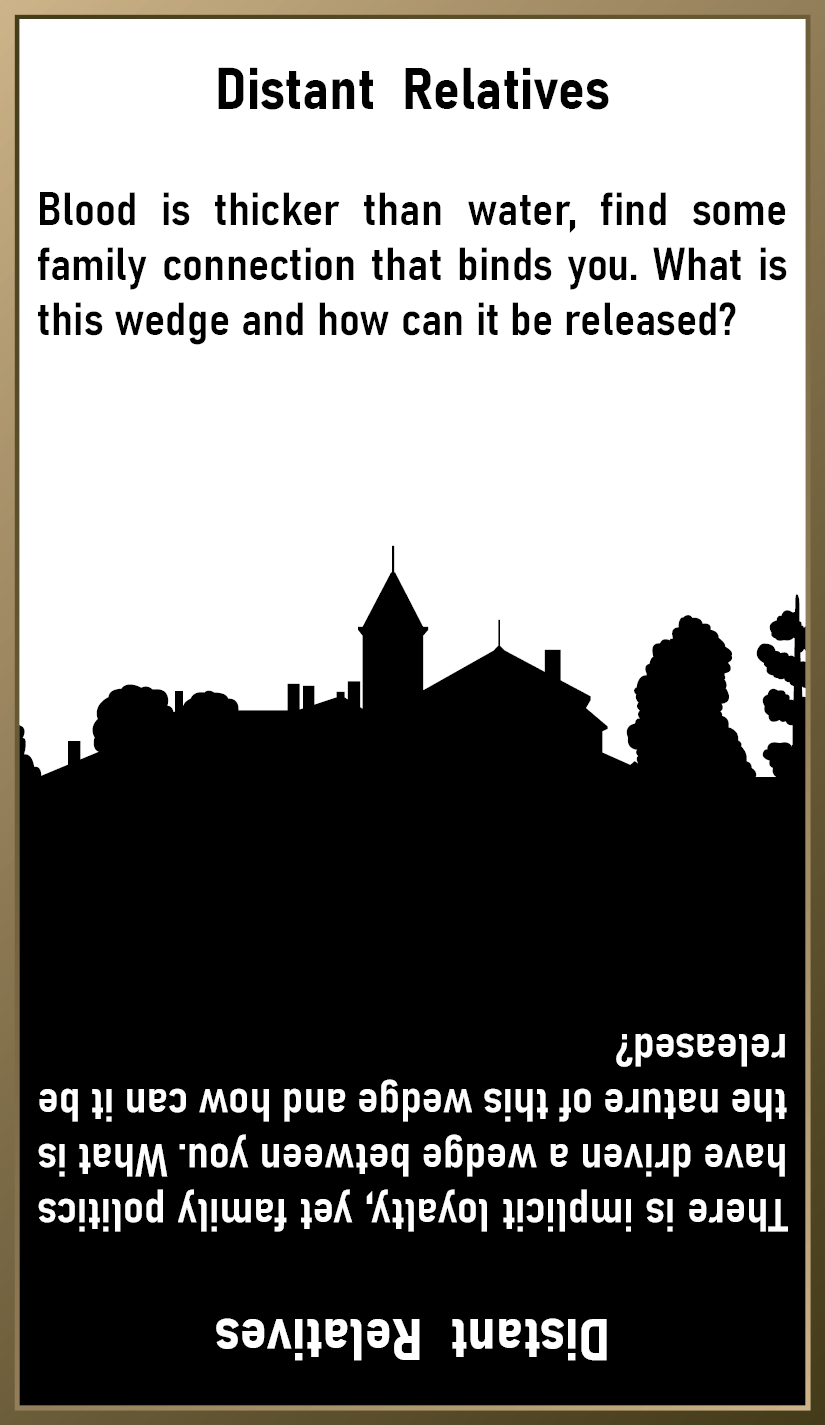 Distant Relatives
Blood is thicker than water, find some
family connection that binds you. What is
this wedge and how can it be released?
Distant Relatives
There is implicit loyalty, yet family politics
have driven a wedge between you. What is
the nature of this wedge and how can it be
released?